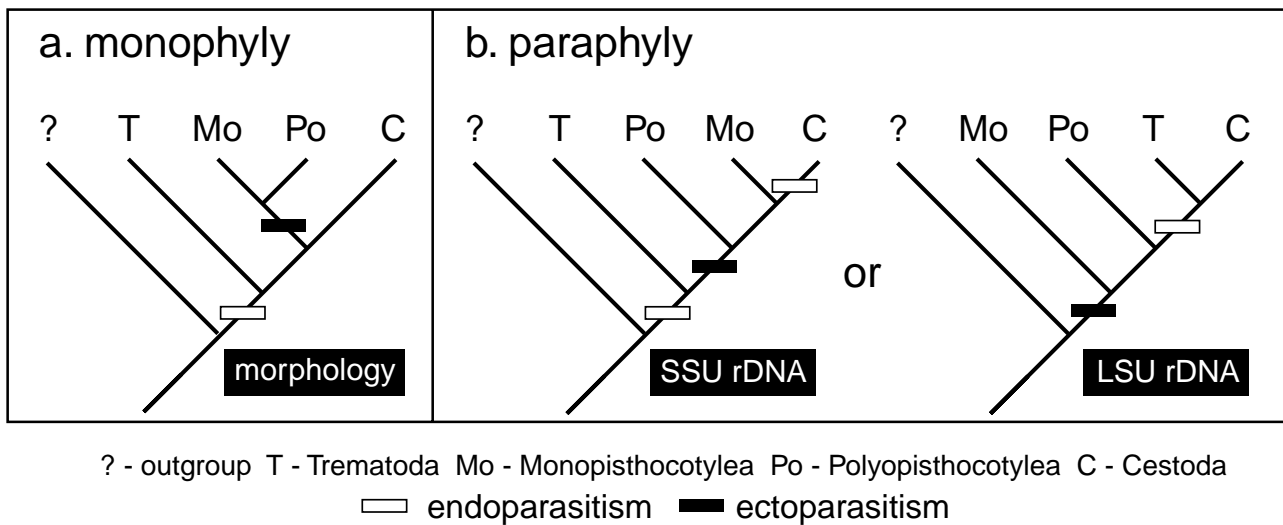 a. monophyly
b. paraphyly
? T Mo Po C
? T Po Mo C
? Mo Po T C
or
morphology
SSU rDNA
LSU rDNA
? - outgroup T - Trematoda Mo - Monopisthocotylea Po - Polyopisthocotylea C - Cestoda
endoparasitism ectoparasitism